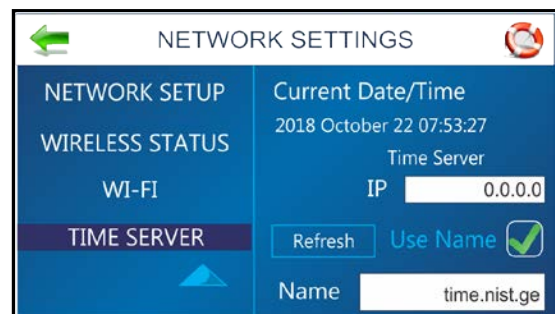 NETWORK SETTINGS
NETWORK SETUP
WIRELESS STATUS
WI-FI
TIME SERVER
Current Date/Time
2018 October 22 07:53:27
Time Server
IP 0.0.0.0
Refresh Use Name
Name time.nist.ge